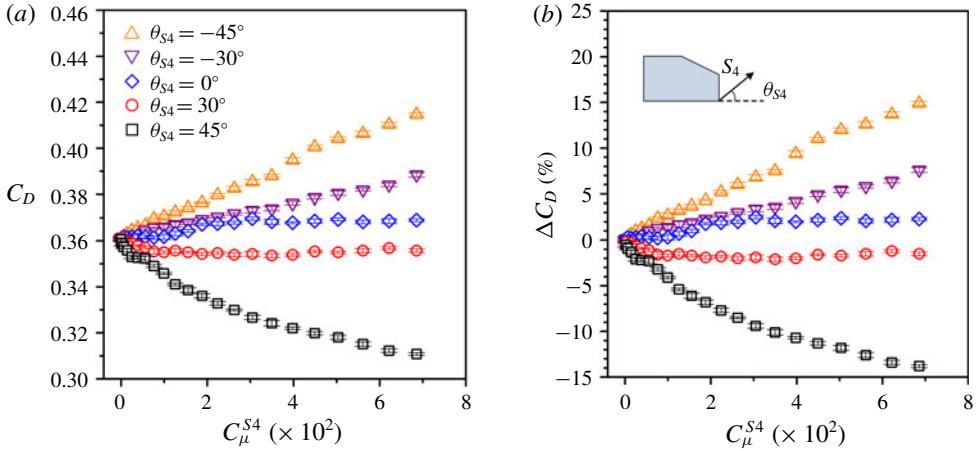 (a)
0.46
0.44
0.42
0.40
0.38
0.36
0.34
0.32
0.30
C_D
θ_S4 = −45°
θ_S4 = −30°
θ_S4 = 0°
θ_S4 = 30°
θ_S4 = 45°
0 2 4 6 8
C_μ^S4 (× 10²)
(b)
25
20
15
10
5
0
−5
−10
−15
ΔC_D (%)
S_4
θ_S4
0 2 4 6 8
C_μ^S4 (× 10²)